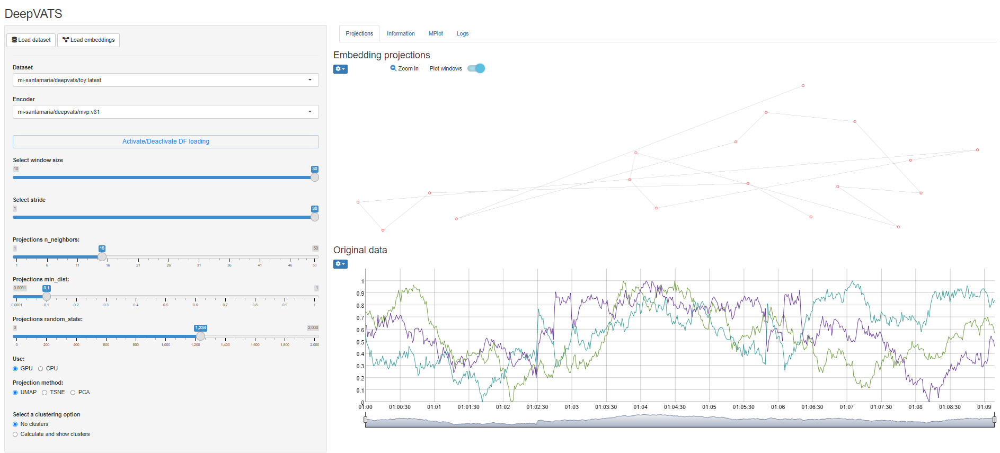 DeepVATS
Load dataset
Load embeddings
Dataset
mi-santamaria/deepvats/toy:latest
Encoder
mi-santamaria/deepvats/mvp:v81
Activate/Deactivate DF loading
Select window size
10 30
Select stride
1 30
Projections n_neighbors:
1 15 50
1 6 11 16 21 26 31 36 41 46 50
Projections min_dist:
0.0001 0.1 1
0.0001 0.1 0.2 0.3 0.4 0.5 0.6 0.7 0.8 0.9 1
Projections random_state:
0 1,234 2,000
0 200 400 600 800 1,000 1,200 1,400 1,600 1,800 2,000
Use:
GPU CPU
Projection method:
UMAP TSNE PCA
Select a clustering option
No clusters
Calculate and show clusters
Projections Information MPlot Logs
Embedding projections
Zoom in Plot windows
Original data
1
0.9
0.8
0.7
0.6
0.5
0.4
0.3
0.2
0.1
0
01:00 01:00:30 01:01 01:01:30 01:02 01:02:30 01:03 01:03:30 01:04 01:04:30 01:05 01:05:30 01:06 01:06:30 01:07 01:07:30 01:08 01:08:30 01:09